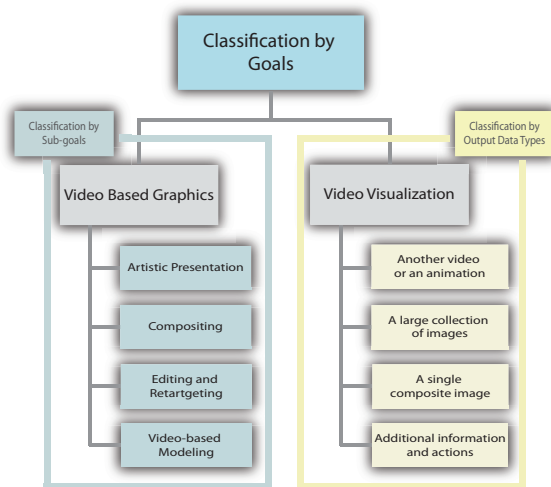 Classification by
Goals
Classification by
Sub-goals
Classification by
Output Data Types
Video Based Graphics
Video Visualization
Artistic Presentation
Compositing
Editing and
Retartgeting
Video-based
Modeling
Another video
or an animation
A large collection
of images
A single
composite image
Additional information
and actions